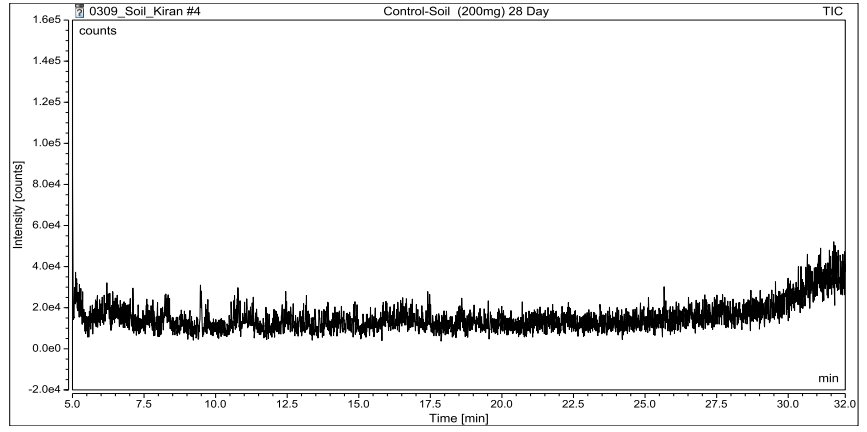 0309_Soil_Kiran #4
Control-Soil (200mg) 28 Day
TIC
counts
Intensity [counts]
1.6e5
1.4e5
1.2e5
1.0e5
8.0e4
6.0e4
4.0e4
2.0e4
0.0e0
-2.0e4
min
5.0 7.5 10.0 12.5 15.0 17.5 20.0 22.5 25.0 27.5 30.0 32.0
Time [min]